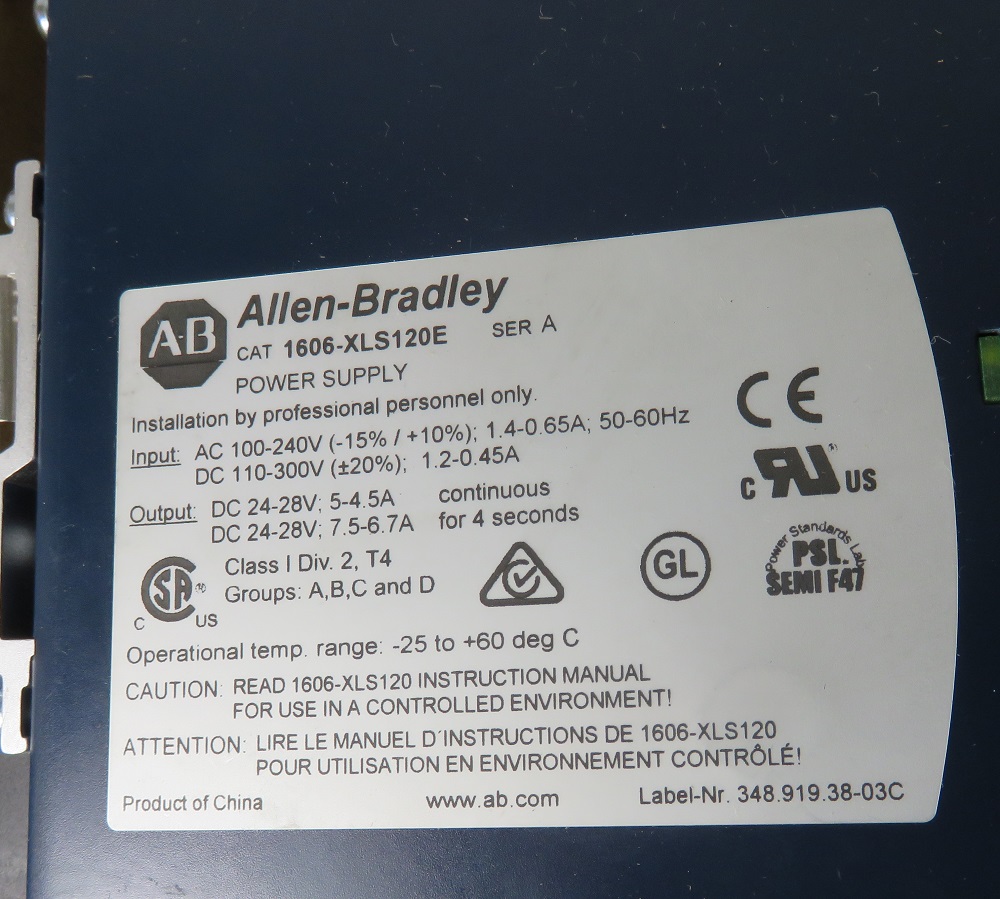 A·B Allen-Bradley
CAT 1606-XLS120E SER A
POWER SUPPLY
Installation by professional personnel only.
Input: AC 100-240V (-15% / +10%); 1.4-0.65A; 50-60Hz
DC 110-300V (±20%); 1.2-0.45A
Output: DC 24-28V; 5-4.5A continuous
DC 24-28V; 7.5-6.7A for 4 seconds
CE
c RU ® US
C SA ® US
Class I Div. 2, T4
Groups: A,B,C and D
GL
Power Standards Lab
PSL.
SEMI F47
Operational temp. range: -25 to +60 deg C
CAUTION: READ 1606-XLS120 INSTRUCTION MANUAL
FOR USE IN A CONTROLLED ENVIRONMENT!
ATTENTION: LIRE LE MANUEL D´INSTRUCTIONS DE 1606-XLS120
POUR UTILISATION EN ENVIRONNEMENT CONTRÔLÉ!
Product of China www.ab.com Label-Nr. 348.919.38-03C